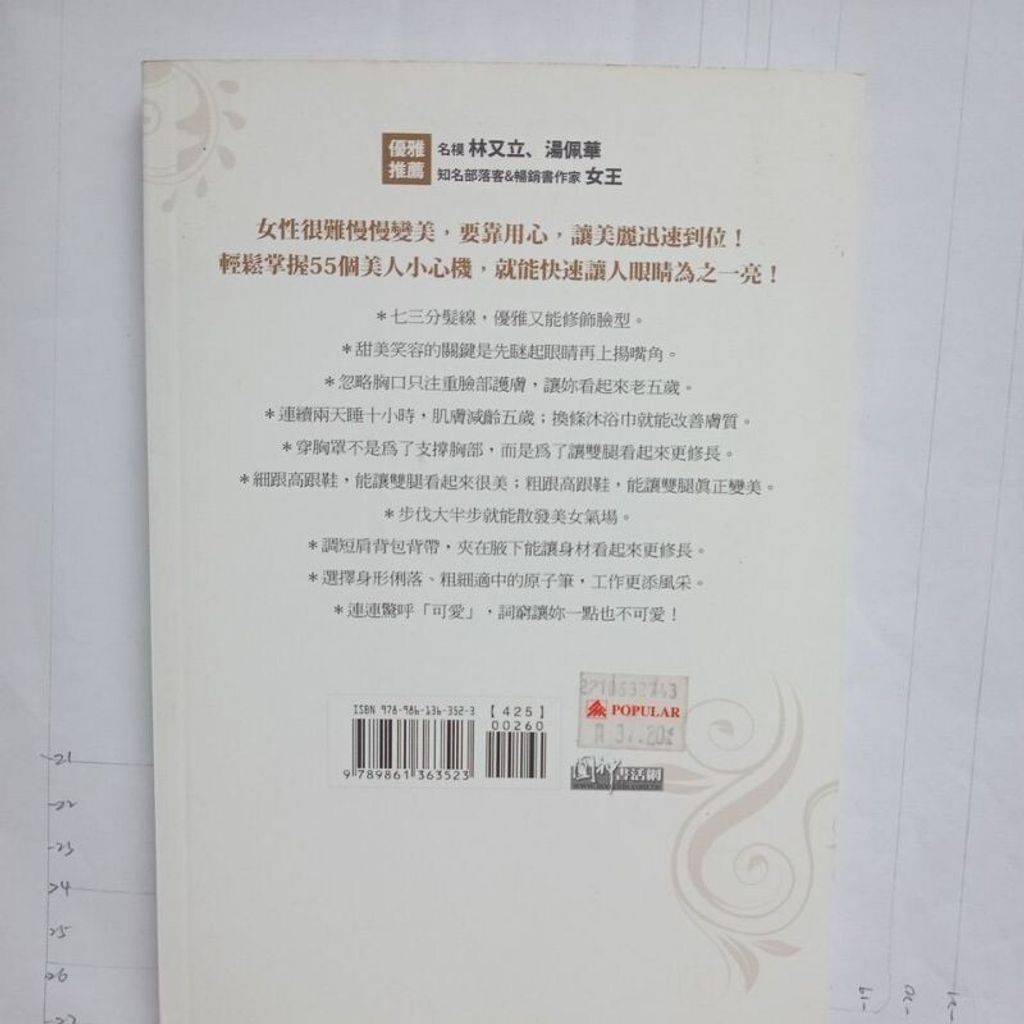 優雅推薦
名模 林又立、湯佩華
知名部落客&暢銷書作家 女王
女性很難慢慢變美，要靠用心，讓美麗迅速到位！
輕鬆掌握55個美人小心機，就能快速讓人眼睛為之一亮！
＊七三分髮線，優雅又能修飾臉型。
＊甜美笑容的關鍵是先瞇起眼睛再上揚嘴角。
＊忽略胸口只注重臉部護膚，讓妳看起來老五歲。
＊連續兩天睡十小時，肌膚減齡五歲；換條沐浴巾就能改善膚質。
＊穿胸罩不是爲了支撐胸部，而是爲了讓雙腿看起來更修長。
＊細跟高跟鞋，能讓雙腿看起來很美；粗跟高跟鞋，能讓雙腿眞正變美。
＊步伐大半步就能散發美女氣場。
＊調短肩背包背帶，夾在腋下能讓身材看起來更修長。
＊選擇身形俐落、粗細適中的原子筆，工作更添風采。
＊連連驚呼「可愛」，詞窮讓妳一點也不可愛！
ISBN 978-986-136-352-3
[425]
00260
9 789861 363523
POPULAR
書活網
21
22
23
24
25
26
27